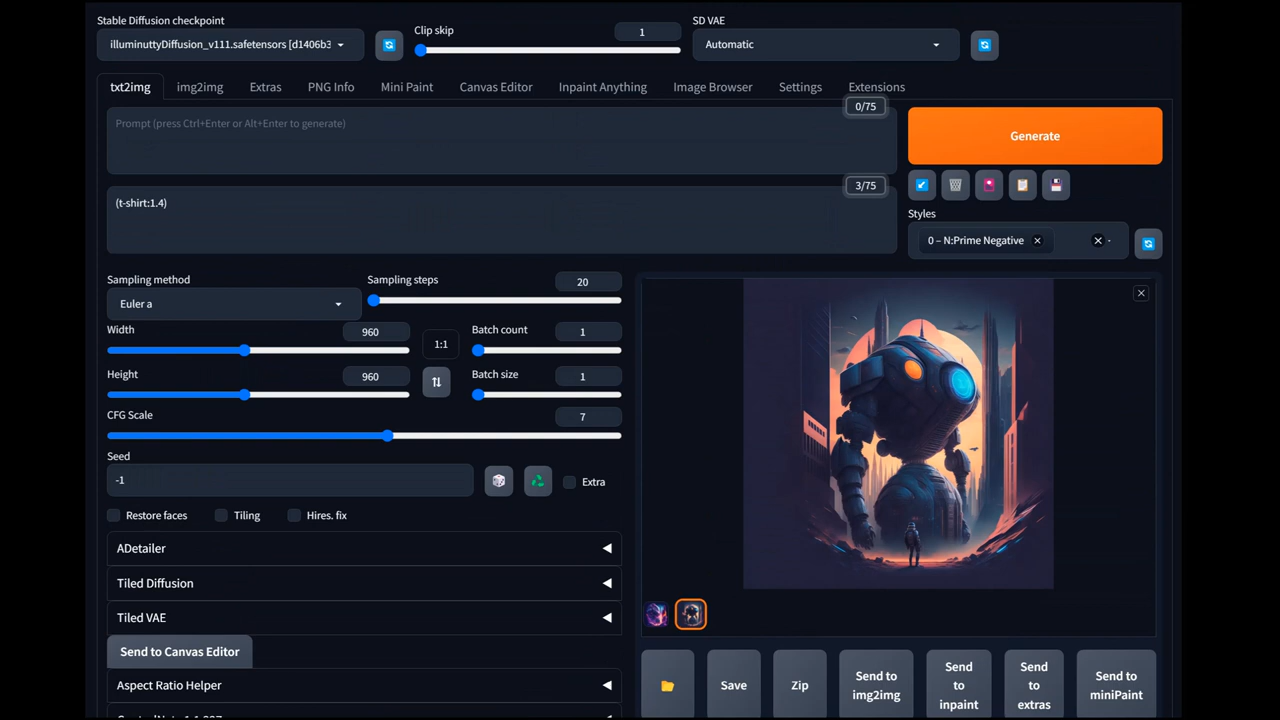 Stable Diffusion checkpoint
Clip skip
1
SD VAE
illuminuttyDiffusion_v111.safetensors [d1406b3
Automatic
txt2img
img2img
Extras
PNG Info
Mini Paint
Canvas Editor
Inpaint Anything
Image Browser
Settings
Extensions
Prompt (press Ctrl+Enter or Alt+Enter to generate)
0/75
Generate
(t-shirt:1.4)
3/75
Styles
0 – N:Prime Negative
Sampling method
Euler a
Sampling steps
20
Width
960
1:1
Batch count
1
Height
960
Batch size
1
CFG Scale
7
Seed
-1
Extra
Restore faces
Tiling
Hires. fix
ADetailer
Tiled Diffusion
Tiled VAE
Send to Canvas Editor
Aspect Ratio Helper
Save
Zip
Send to
img2img
Send
to
inpaint
Send
to
extras
Send to
miniPaint